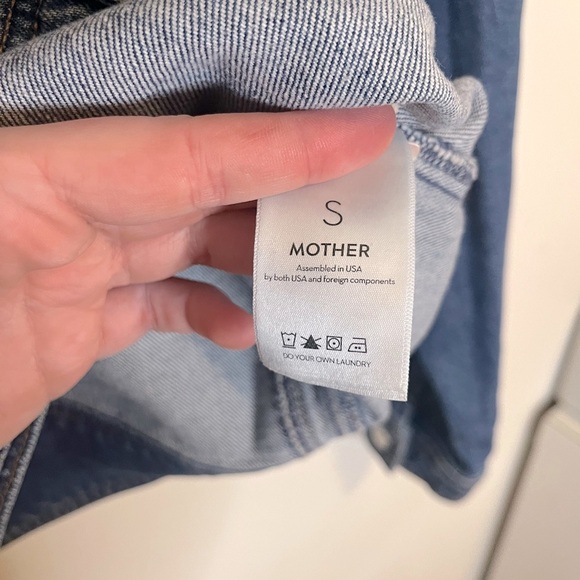 S
MOTHER
Assembled in USA
by both USA and foreign components
DO YOUR OWN LAUNDRY